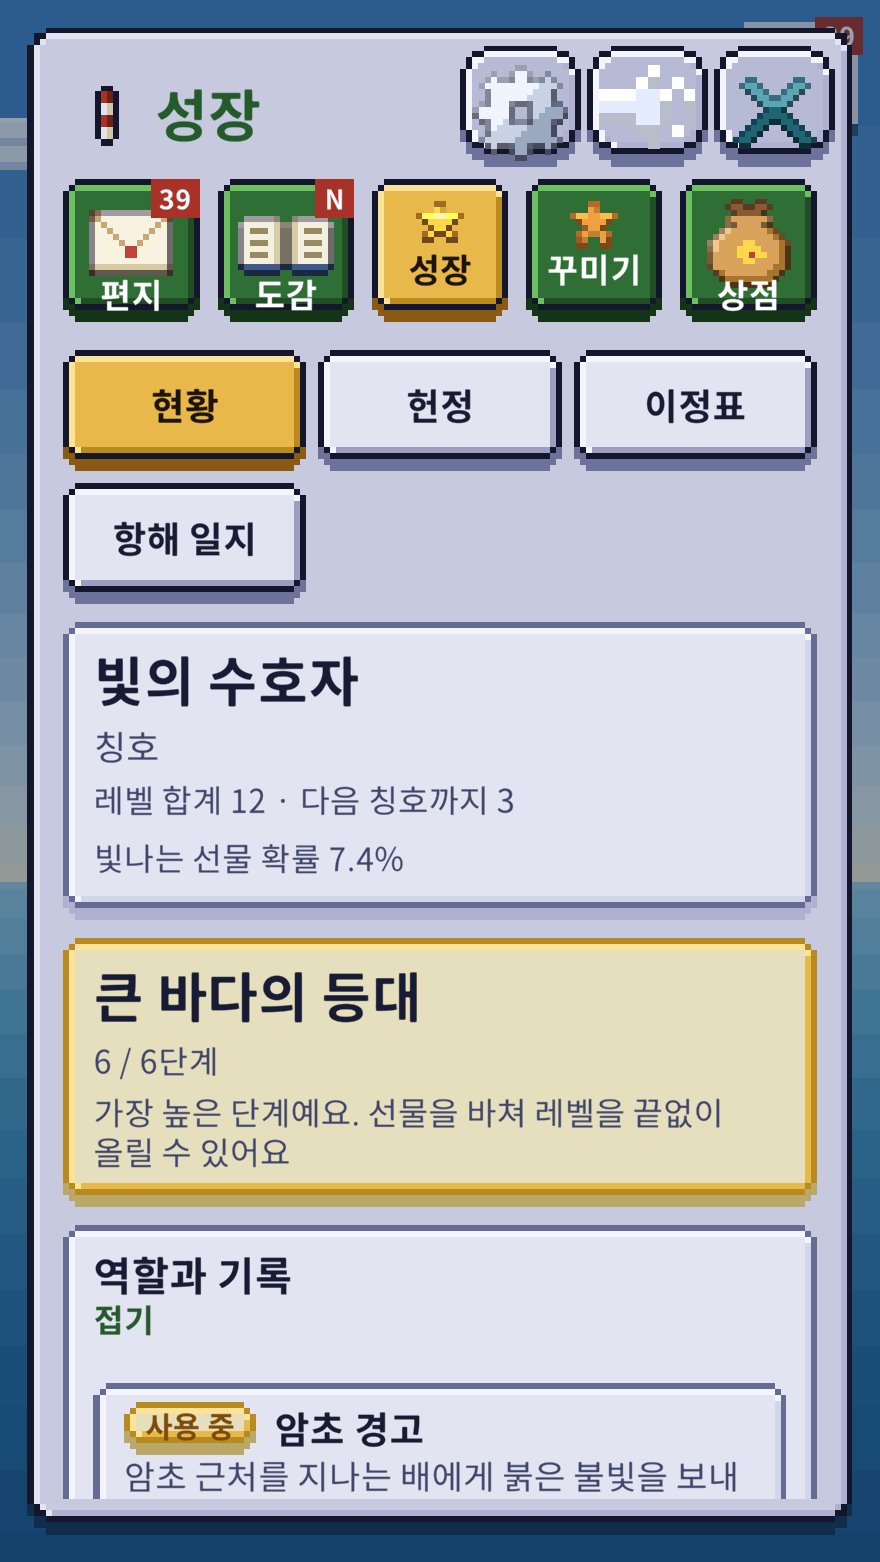 성장
39
편지
N
도감
성장
꾸미기
상점
현황
헌정
이정표
항해 일지
빛의 수호자
칭호
레벨 합계 12 · 다음 칭호까지 3
빛나는 선물 확률 7.4%
큰 바다의 등대
6 / 6단계
가장 높은 단계예요. 선물을 바쳐 레벨을 끝없이
올릴 수 있어요
역할과 기록
접기
사용 중 암초 경고
암초 근처를 지나는 배에게 붉은 불빛을 보내